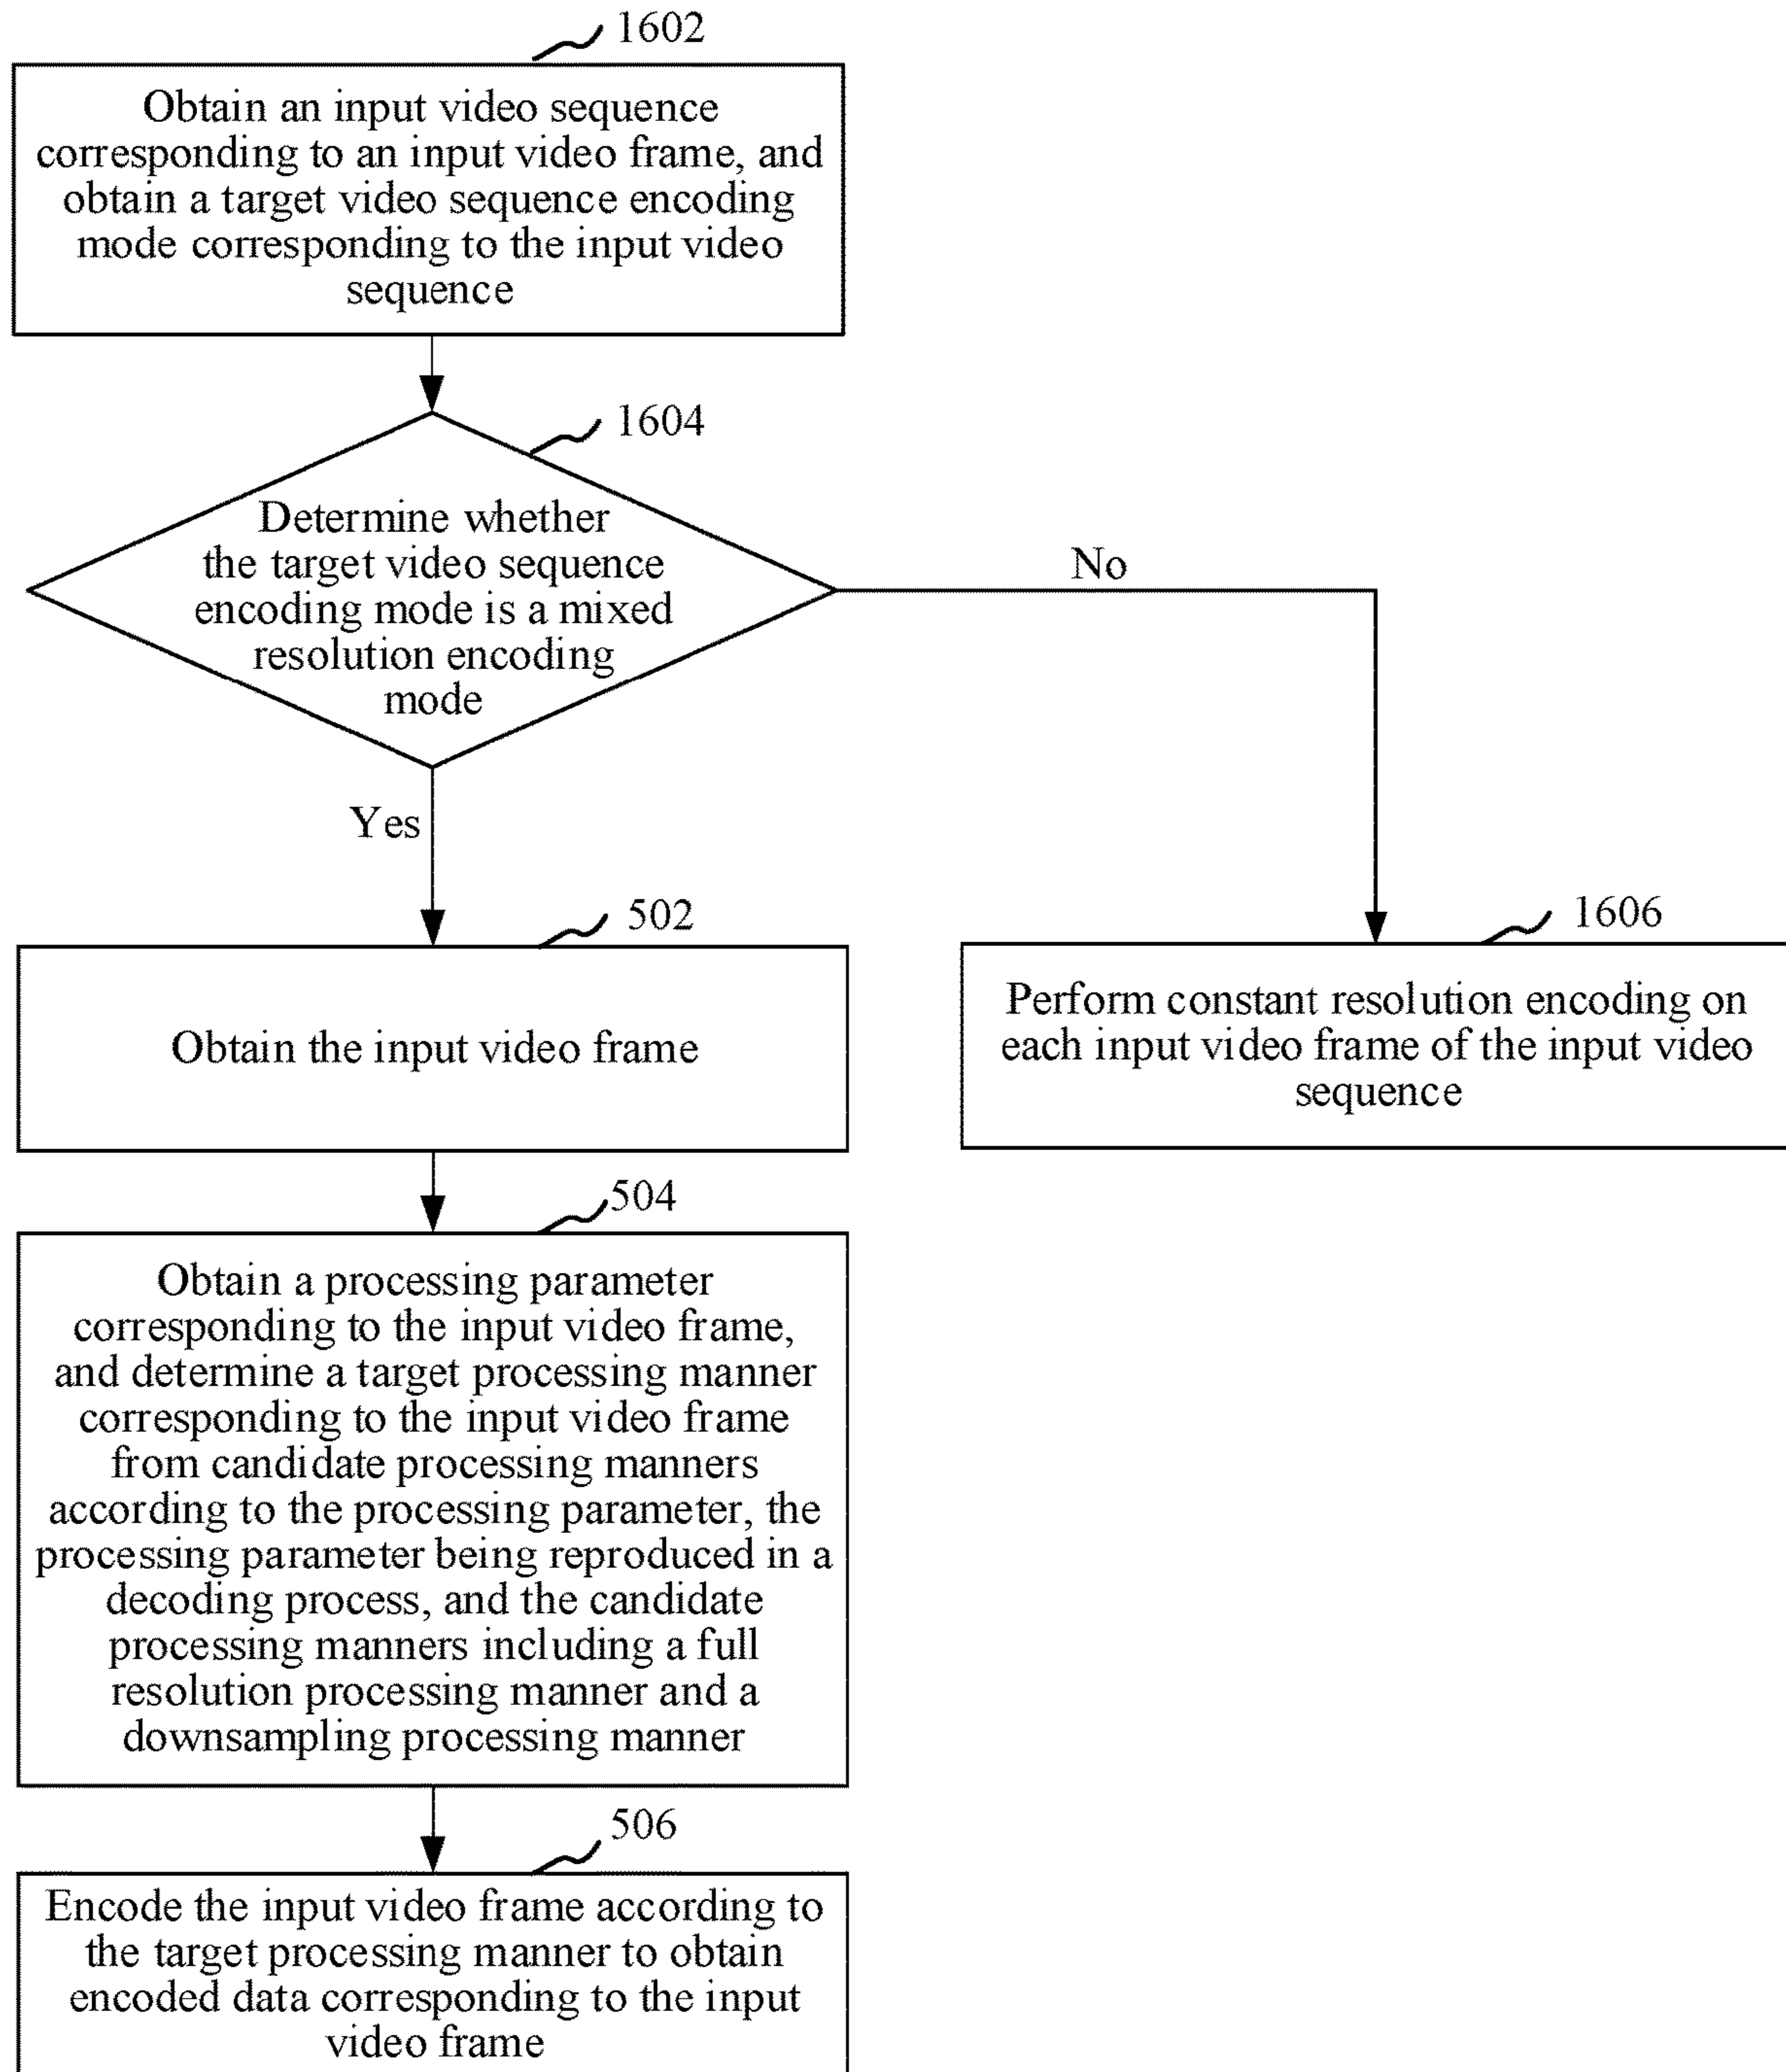 1602
Obtain an input video sequence
corresponding to an input video frame, and
obtain a target video sequence encoding
mode corresponding to the input video
sequence
1604
Determine whether
the target video sequence
encoding mode is a mixed
resolution encoding
mode
No
Yes
502
Obtain the input video frame
1606
Perform constant resolution encoding on
each input video frame of the input video
sequence
504
Obtain a processing parameter
corresponding to the input video frame,
and determine a target processing manner
corresponding to the input video frame
from candidate processing manners
according to the processing parameter, the
processing parameter being reproduced in a
decoding process, and the candidate
processing manners including a full
resolution processing manner and a
downsampling processing manner
506
Encode the input video frame according to
the target processing manner to obtain
encoded data corresponding to the input
video frame